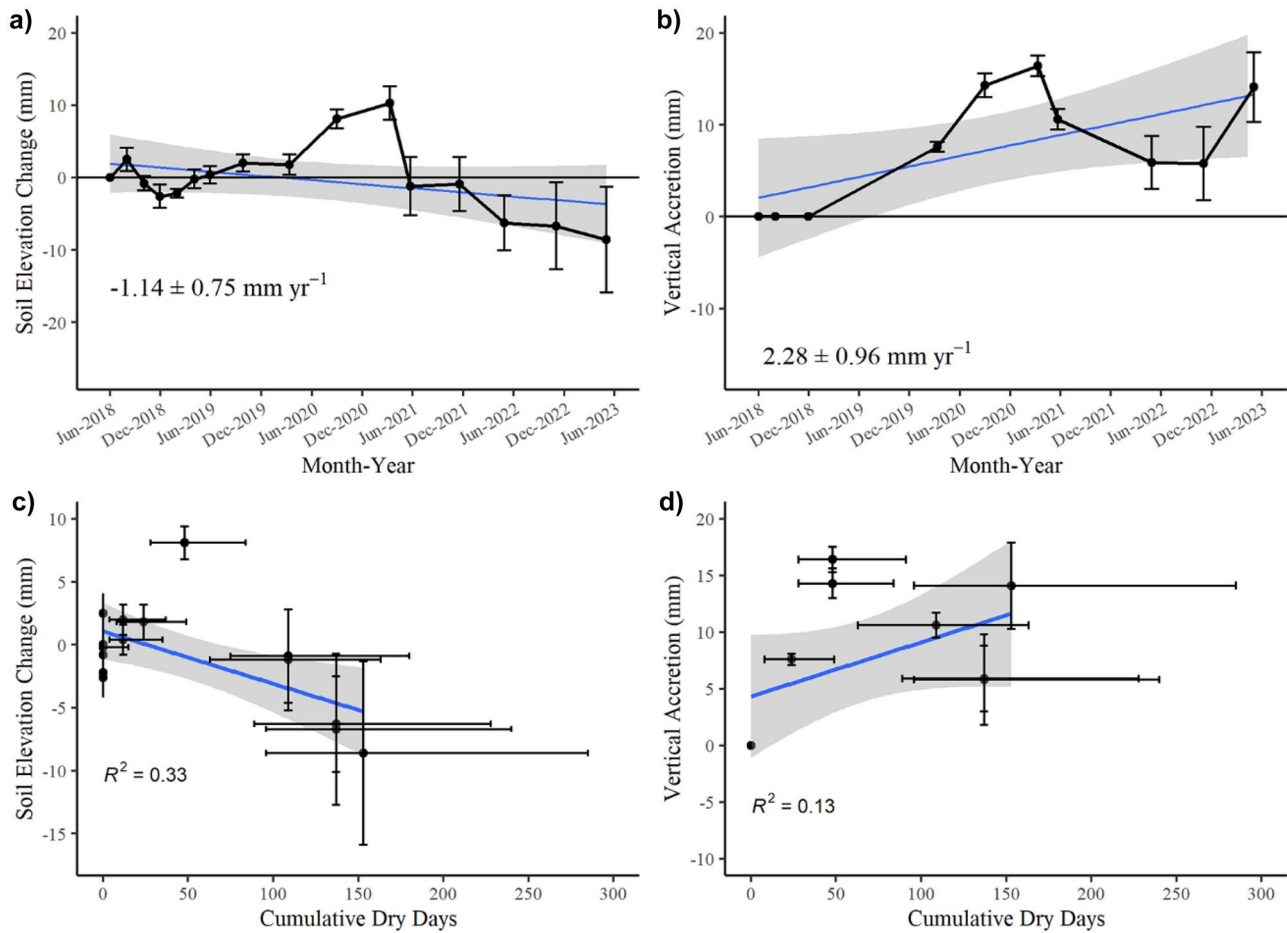 a)
Soil Elevation Change (mm)
20
10
0
-10
-20
-1.14 ± 0.75 mm yr⁻¹
Jun-2018
Dec-2018
Jun-2019
Dec-2019
Jun-2020
Dec-2020
Jun-2021
Dec-2021
Jun-2022
Dec-2022
Jun-2023
Month-Year
b)
Vertical Accretion (mm)
20
10
0
-10
2.28 ± 0.96 mm yr⁻¹
Jun-2018
Dec-2018
Jun-2019
Dec-2019
Jun-2020
Dec-2020
Jun-2021
Dec-2021
Jun-2022
Dec-2022
Jun-2023
Month-Year
c)
Soil Elevation Change (mm)
10
5
0
-5
-10
-15
R² = 0.33
0 50 100 150 200 250 300
Cumulative Dry Days
d)
Vertical Accretion (mm)
20
15
10
5
0
-5
-10
R² = 0.13
0 50 100 150 200 250 300
Cumulative Dry Days